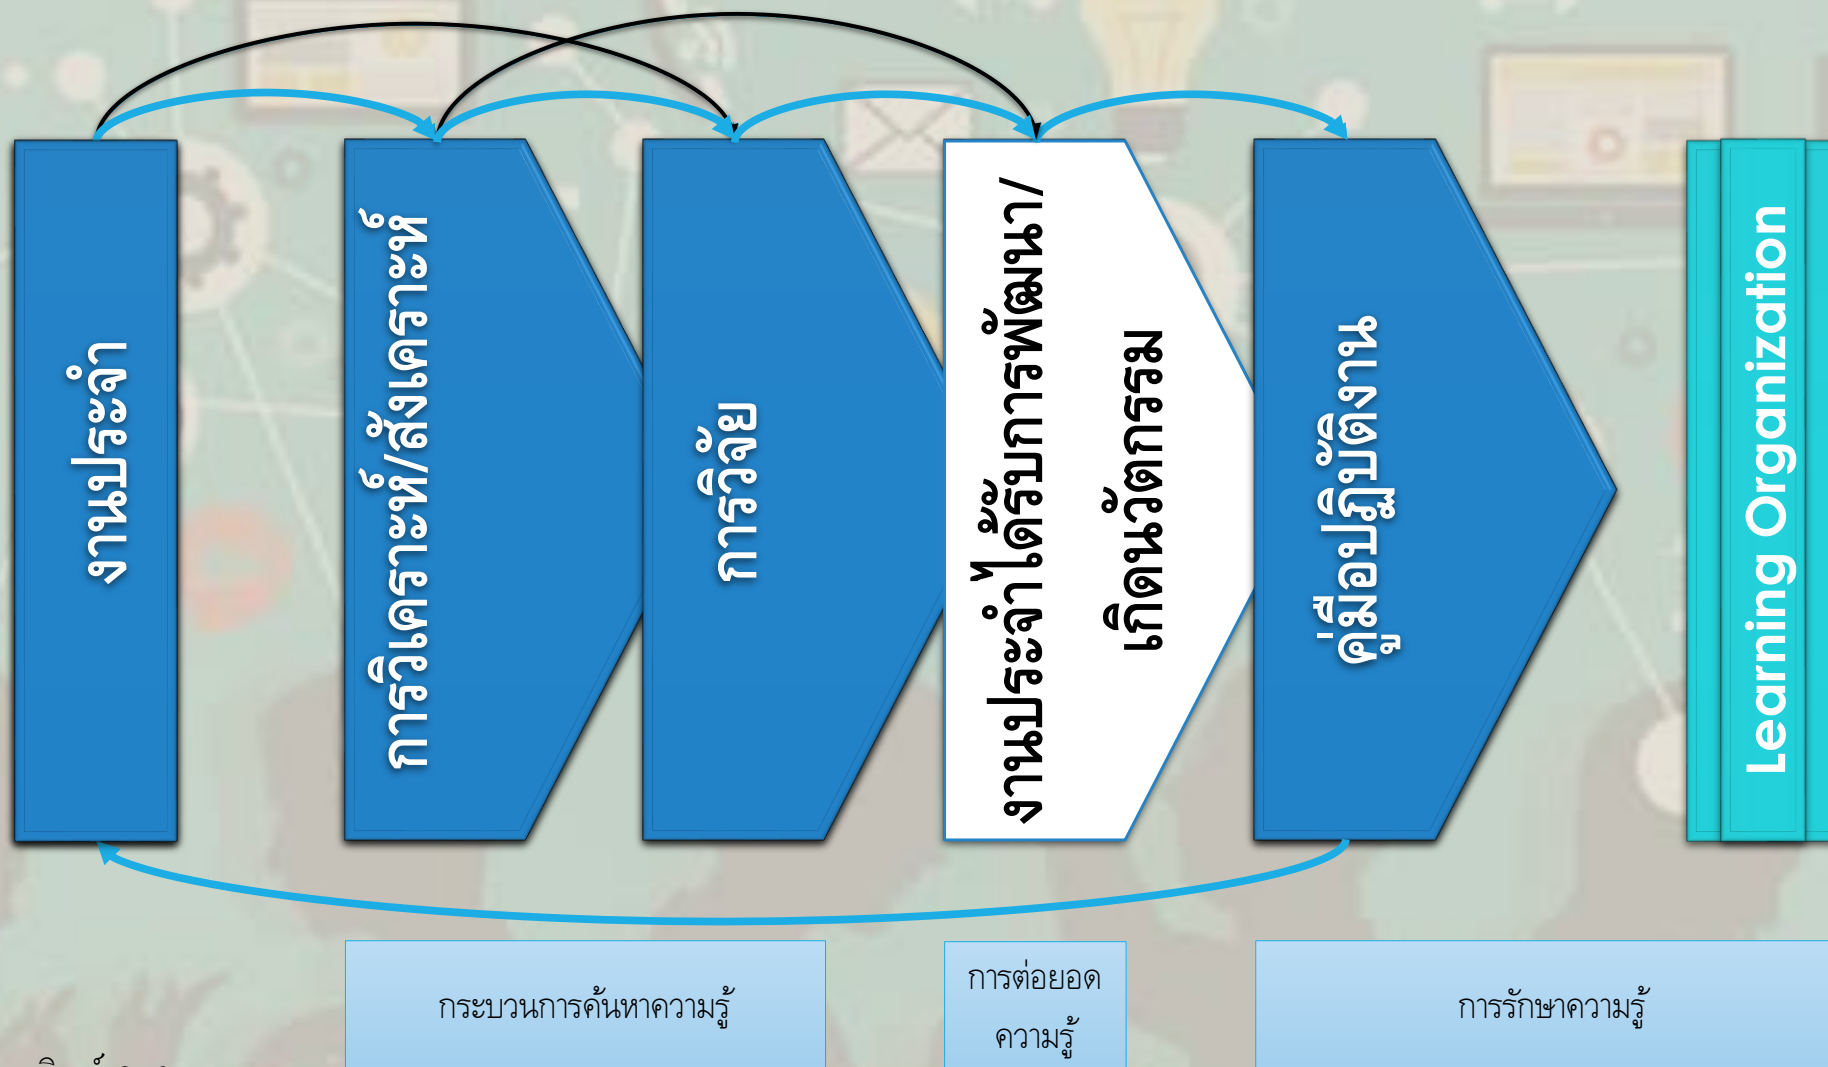 งานประจำ
การวิเคราะห์/สังเคราะห์
การวิจัย
งานประจำได้รับการพัฒนา/
เกิดนวัตกรรม
คู่มือปฏิบัติงาน
Learning Organization
กระบวนการค้นหาความรู้
การต่อยอด
ความรู้
การรักษาความรู้